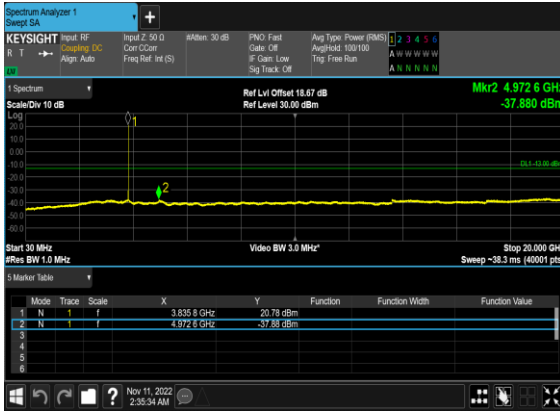 Spectrum Analyzer 1
Swept SA
+
KEYSIGHT Input: RF Input Z: 50 Ω #Atten: 30 dB PNO: Fast Avg Type: Power (RMS) 1 2 3 4 5 6
R T Coupling: DC Corr CCorr Gate: Off Avg|Hold: 100/100 A W W W W W
Align: Auto Freq Ref: Int (S) IF Gain: Low Trig: Free Run
Sig Track: Off A N N N N N
1 Spectrum
Scale/Div 10 dB
Ref Lvl Offset 18.67 dB
Ref Level 30.00 dBm
Mkr2 4.972 6 GHz
-37.880 dBm
Log
20.0
10.0
0.00
-10.0
-20.0
-30.0
-40.0
-50.0
-60.0
1
2
DL1 -13.00 dBm
Start 30 MHz Video BW 3.0 MHz* Stop 20.000 GHz
#Res BW 1.0 MHz Sweep ~38.3 ms (40001 pts)
5 Marker Table
Mode Trace Scale X Y Function Function Width Function Value
1 N 1 f 3.835 8 GHz 20.78 dBm
2 N 1 f 4.972 6 GHz -37.88 dBm
3
4
5
6
?
Nov 11, 2022
2:35:34 AM